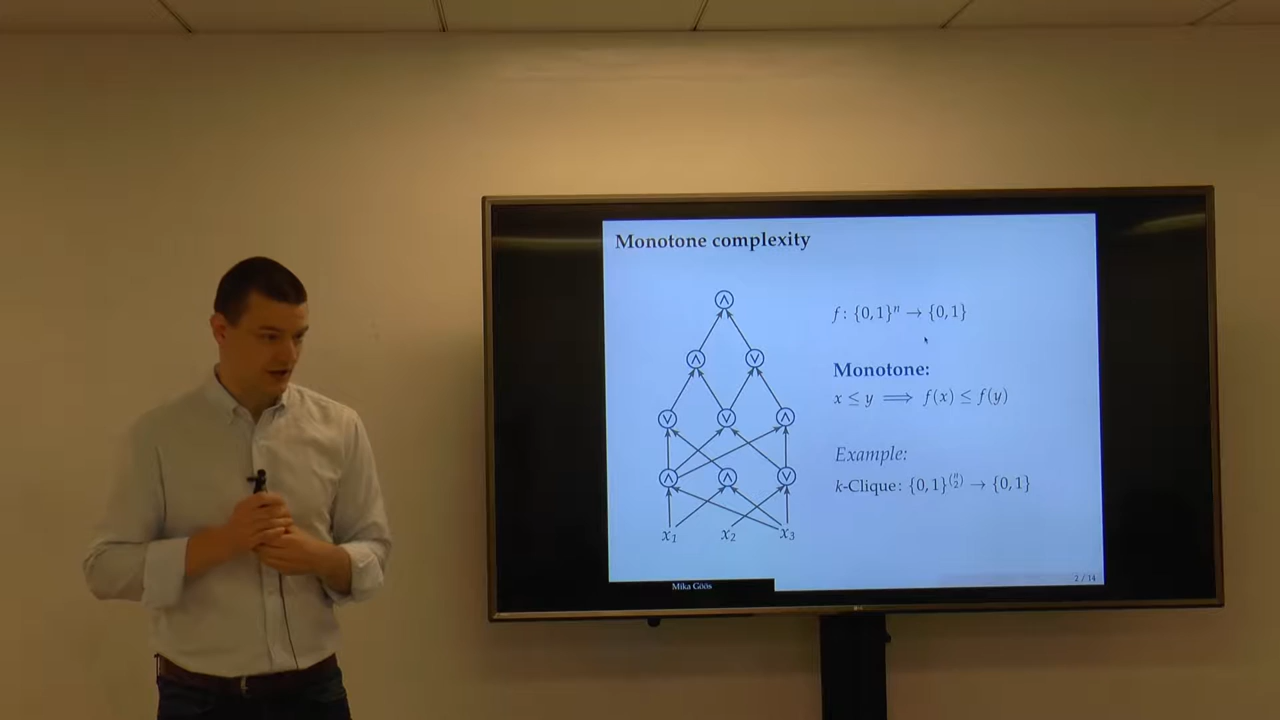 Monotone complexity
∧
∧ ∨
∨ ∨ ∧
∧ ∧ ∨
x₁ x₂ x₃
f: {0,1}ⁿ → {0,1}
Monotone:
x ≤ y ⟹ f(x) ≤ f(y)
Example:
k-Clique: {0,1}^(n 2) → {0,1}
Mika Göös
2 / 14
LG